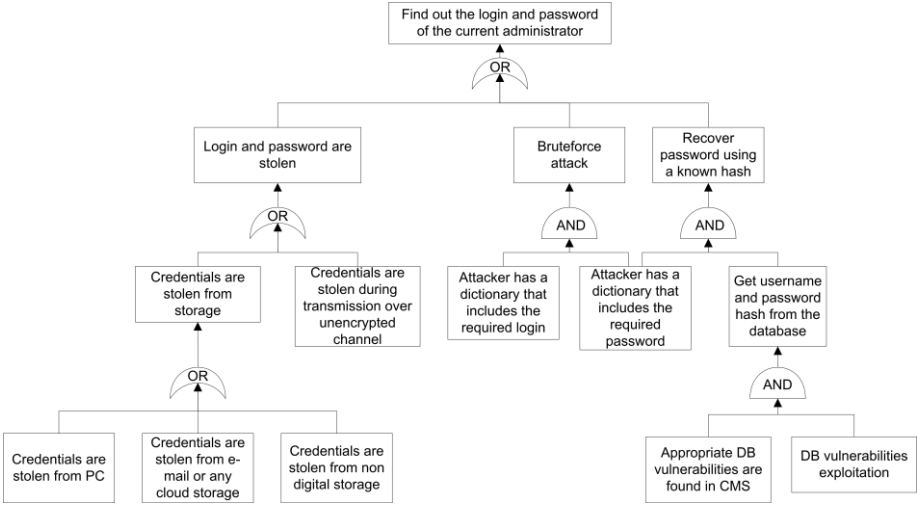 Find out the login and password
of the current administrator
OR
Login and password are
stolen
Bruteforce
attack
Recover
password using
a known hash
OR
AND
AND
Credentials are
stolen from
storage
Credentials are
stolen during
transmission over
unencrypted
channel
Attacker has a
dictionary that
includes the
required login
Attacker has a
dictionary that
includes the
required
password
Get username
and password
hash from the
database
OR
AND
Credentials are
stolen from PC
Credentials are
stolen from e-
mail or any
cloud storage
Credentials are
stolen from non
digital storage
Appropriate DB
vulnerabilities are
found in CMS
DB vulnerabilities
exploitation